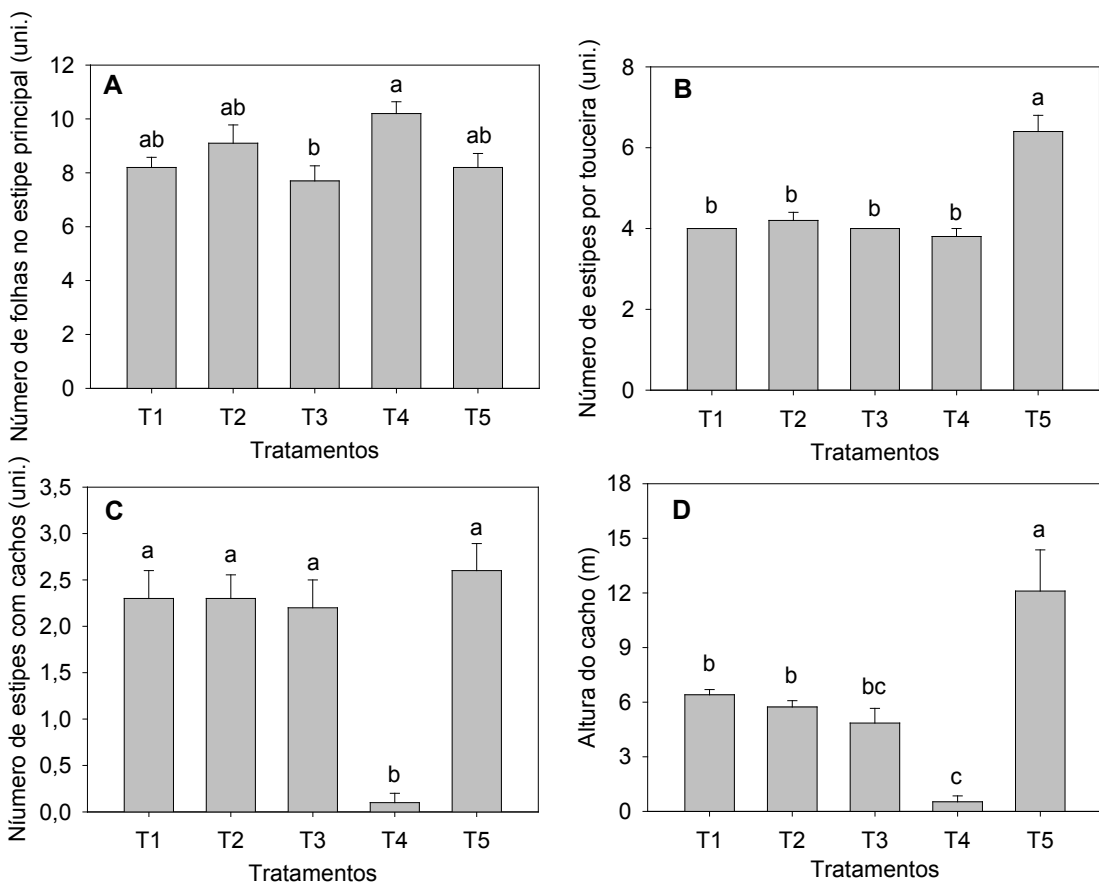 Número de folhas no estipe principal (uni.)
12
10
8
6
4
2
0
A
ab
ab
b
a
ab
T1 T2 T3 T4 T5
Tratamentos
Número de estipes por touceira (uni.)
8
6
4
2
0
B
b
b
b
b
a
T1 T2 T3 T4 T5
Tratamentos
Níumero de estipes com cachos (uni.)
3,5
3,0
2,5
2,0
1,5
1,0
0,5
0,0
C
a
a
a
b
a
T1 T2 T3 T4 T5
Tratamentos
Altura do cacho (m)
18
15
12
9
6
3
0
D
b
b
bc
c
a
T1 T2 T3 T4 T5
Tratamentos